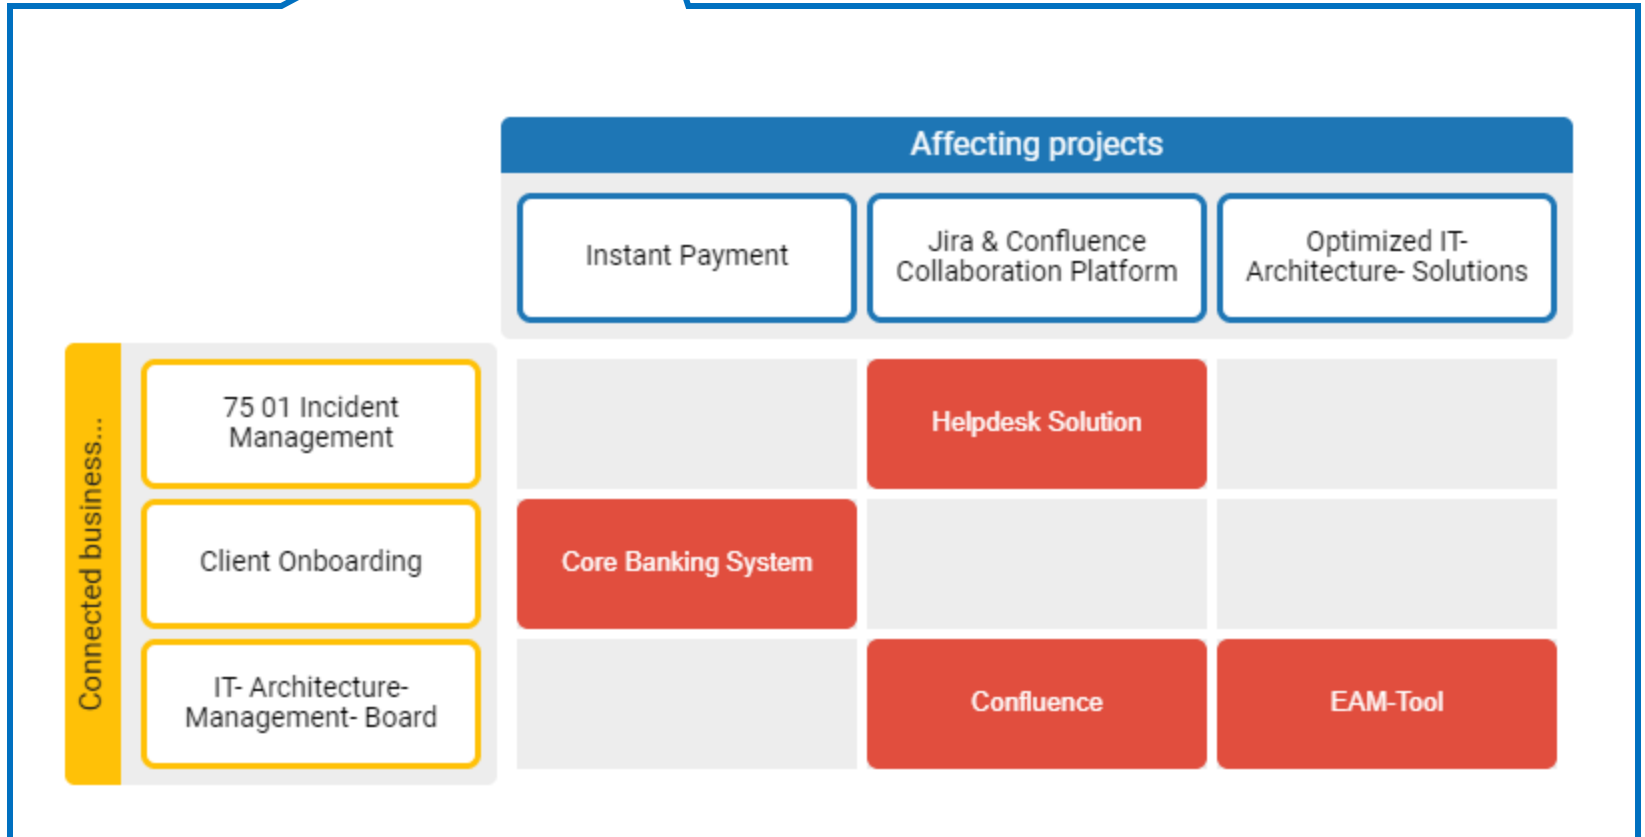 Affecting projects
Instant Payment
Jira & Confluence
Collaboration Platform
Optimized IT-
Architecture- Solutions
Connected business...
75 01 Incident
Management
Helpdesk Solution
Client Onboarding
Core Banking System
IT- Architecture-
Management- Board
Confluence
EAM-Tool